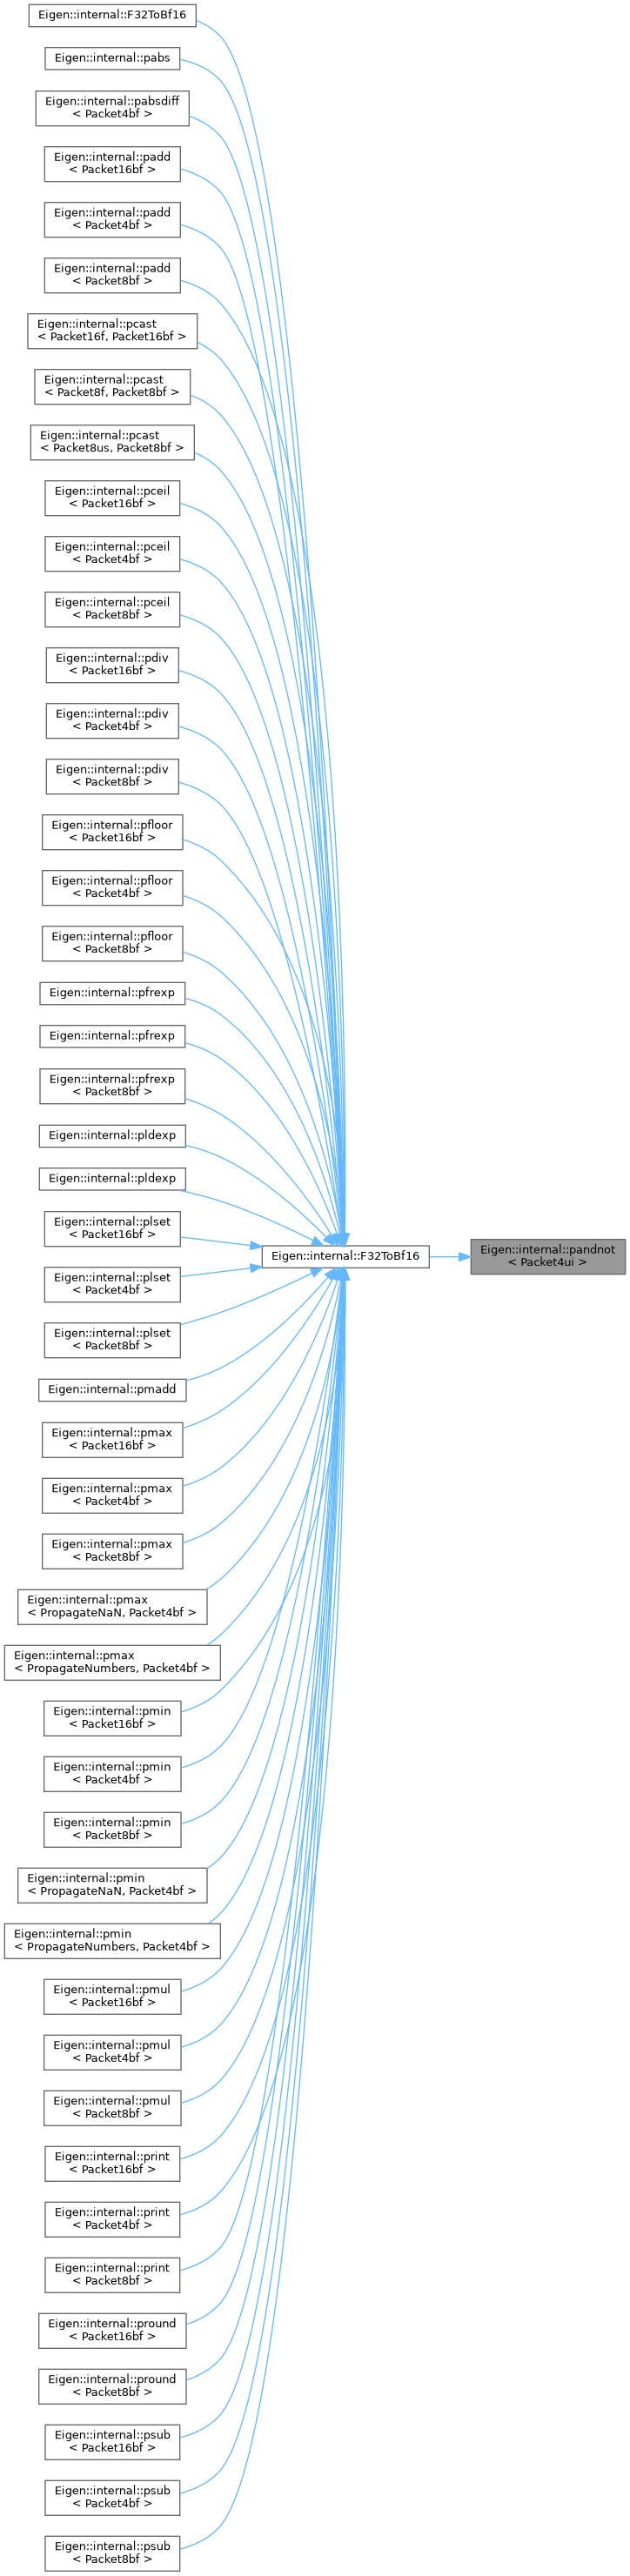 Eigen::internal::F32ToBf16
Eigen::internal::pabs
Eigen::internal::pabsdiff
< Packet4bf >
Eigen::internal::padd
< Packet16bf >
Eigen::internal::padd
< Packet4bf >
Eigen::internal::padd
< Packet8bf >
Eigen::internal::pcast
< Packet16f, Packet16bf >
Eigen::internal::pcast
< Packet8f, Packet8bf >
Eigen::internal::pcast
< Packet8us, Packet8bf >
Eigen::internal::pceil
< Packet16bf >
Eigen::internal::pceil
< Packet4bf >
Eigen::internal::pceil
< Packet8bf >
Eigen::internal::pdiv
< Packet16bf >
Eigen::internal::pdiv
< Packet4bf >
Eigen::internal::pdiv
< Packet8bf >
Eigen::internal::pfloor
< Packet16bf >
Eigen::internal::pfloor
< Packet4bf >
Eigen::internal::pfloor
< Packet8bf >
Eigen::internal::pfrexp
Eigen::internal::pfrexp
Eigen::internal::pfrexp
< Packet8bf >
Eigen::internal::pldexp
Eigen::internal::pldexp
Eigen::internal::plset
< Packet16bf >
Eigen::internal::plset
< Packet4bf >
Eigen::internal::plset
< Packet8bf >
Eigen::internal::pmadd
Eigen::internal::pmax
< Packet16bf >
Eigen::internal::pmax
< Packet4bf >
Eigen::internal::pmax
< Packet8bf >
Eigen::internal::pmax
< PropagateNaN, Packet4bf >
Eigen::internal::pmax
< PropagateNumbers, Packet4bf >
Eigen::internal::pmin
< Packet16bf >
Eigen::internal::pmin
< Packet4bf >
Eigen::internal::pmin
< Packet8bf >
Eigen::internal::pmin
< PropagateNaN, Packet4bf >
Eigen::internal::pmin
< PropagateNumbers, Packet4bf >
Eigen::internal::pmul
< Packet16bf >
Eigen::internal::pmul
< Packet4bf >
Eigen::internal::pmul
< Packet8bf >
Eigen::internal::print
< Packet16bf >
Eigen::internal::print
< Packet4bf >
Eigen::internal::print
< Packet8bf >
Eigen::internal::pround
< Packet16bf >
Eigen::internal::pround
< Packet8bf >
Eigen::internal::psub
< Packet16bf >
Eigen::internal::psub
< Packet4bf >
Eigen::internal::psub
< Packet8bf >
Eigen::internal::F32ToBf16
Eigen::internal::pandnot
< Packet4ui >